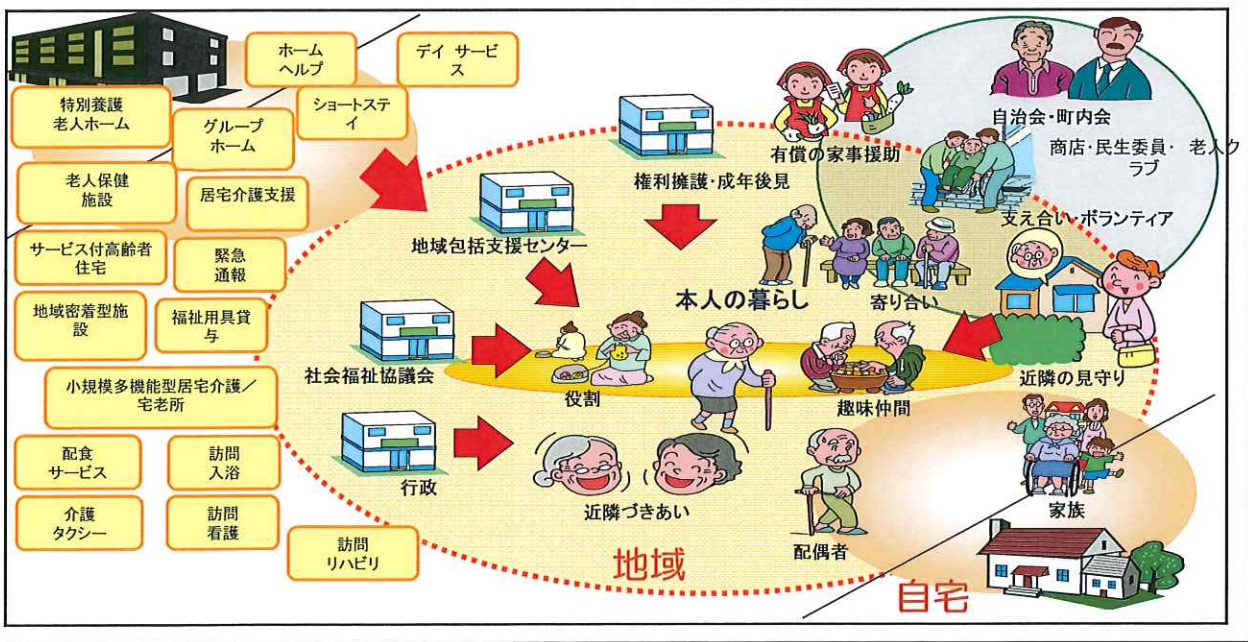 ホーム
ヘルプ
デイ サービ
ス
特別養護
老人ホーム
グループ
ホーム
ショートステ
イ
老人保健
施設
居宅介護支援
サービス付高齢者
住宅
緊急
通報
地域密着型施
設
福祉用具貸
与
小規模多機能型居宅介護／
宅老所
配食
サービス
訪問
入浴
介護
タクシー
訪問
看護
訪問
リハビリ
有償の家事援助
自治会・町内会
商店・民生委員・ 老人ク
ラブ
権利擁護・成年後見
支え合い・ボランティア
地域包括支援センター
本人の暮らし
寄り合い
社会福祉協議会
役割
趣味仲間
近隣の見守り
行政
近隣づきあい
配偶者
家族
地域
自宅